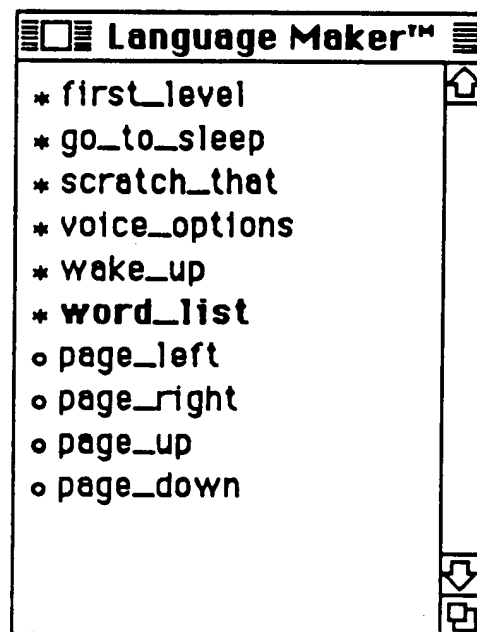 Language Maker™
* first_level
* go_to_sleep
* scratch_that
* voice_options
* wake_up
* word_list
o page_left
o page_right
o page_up
o page_down